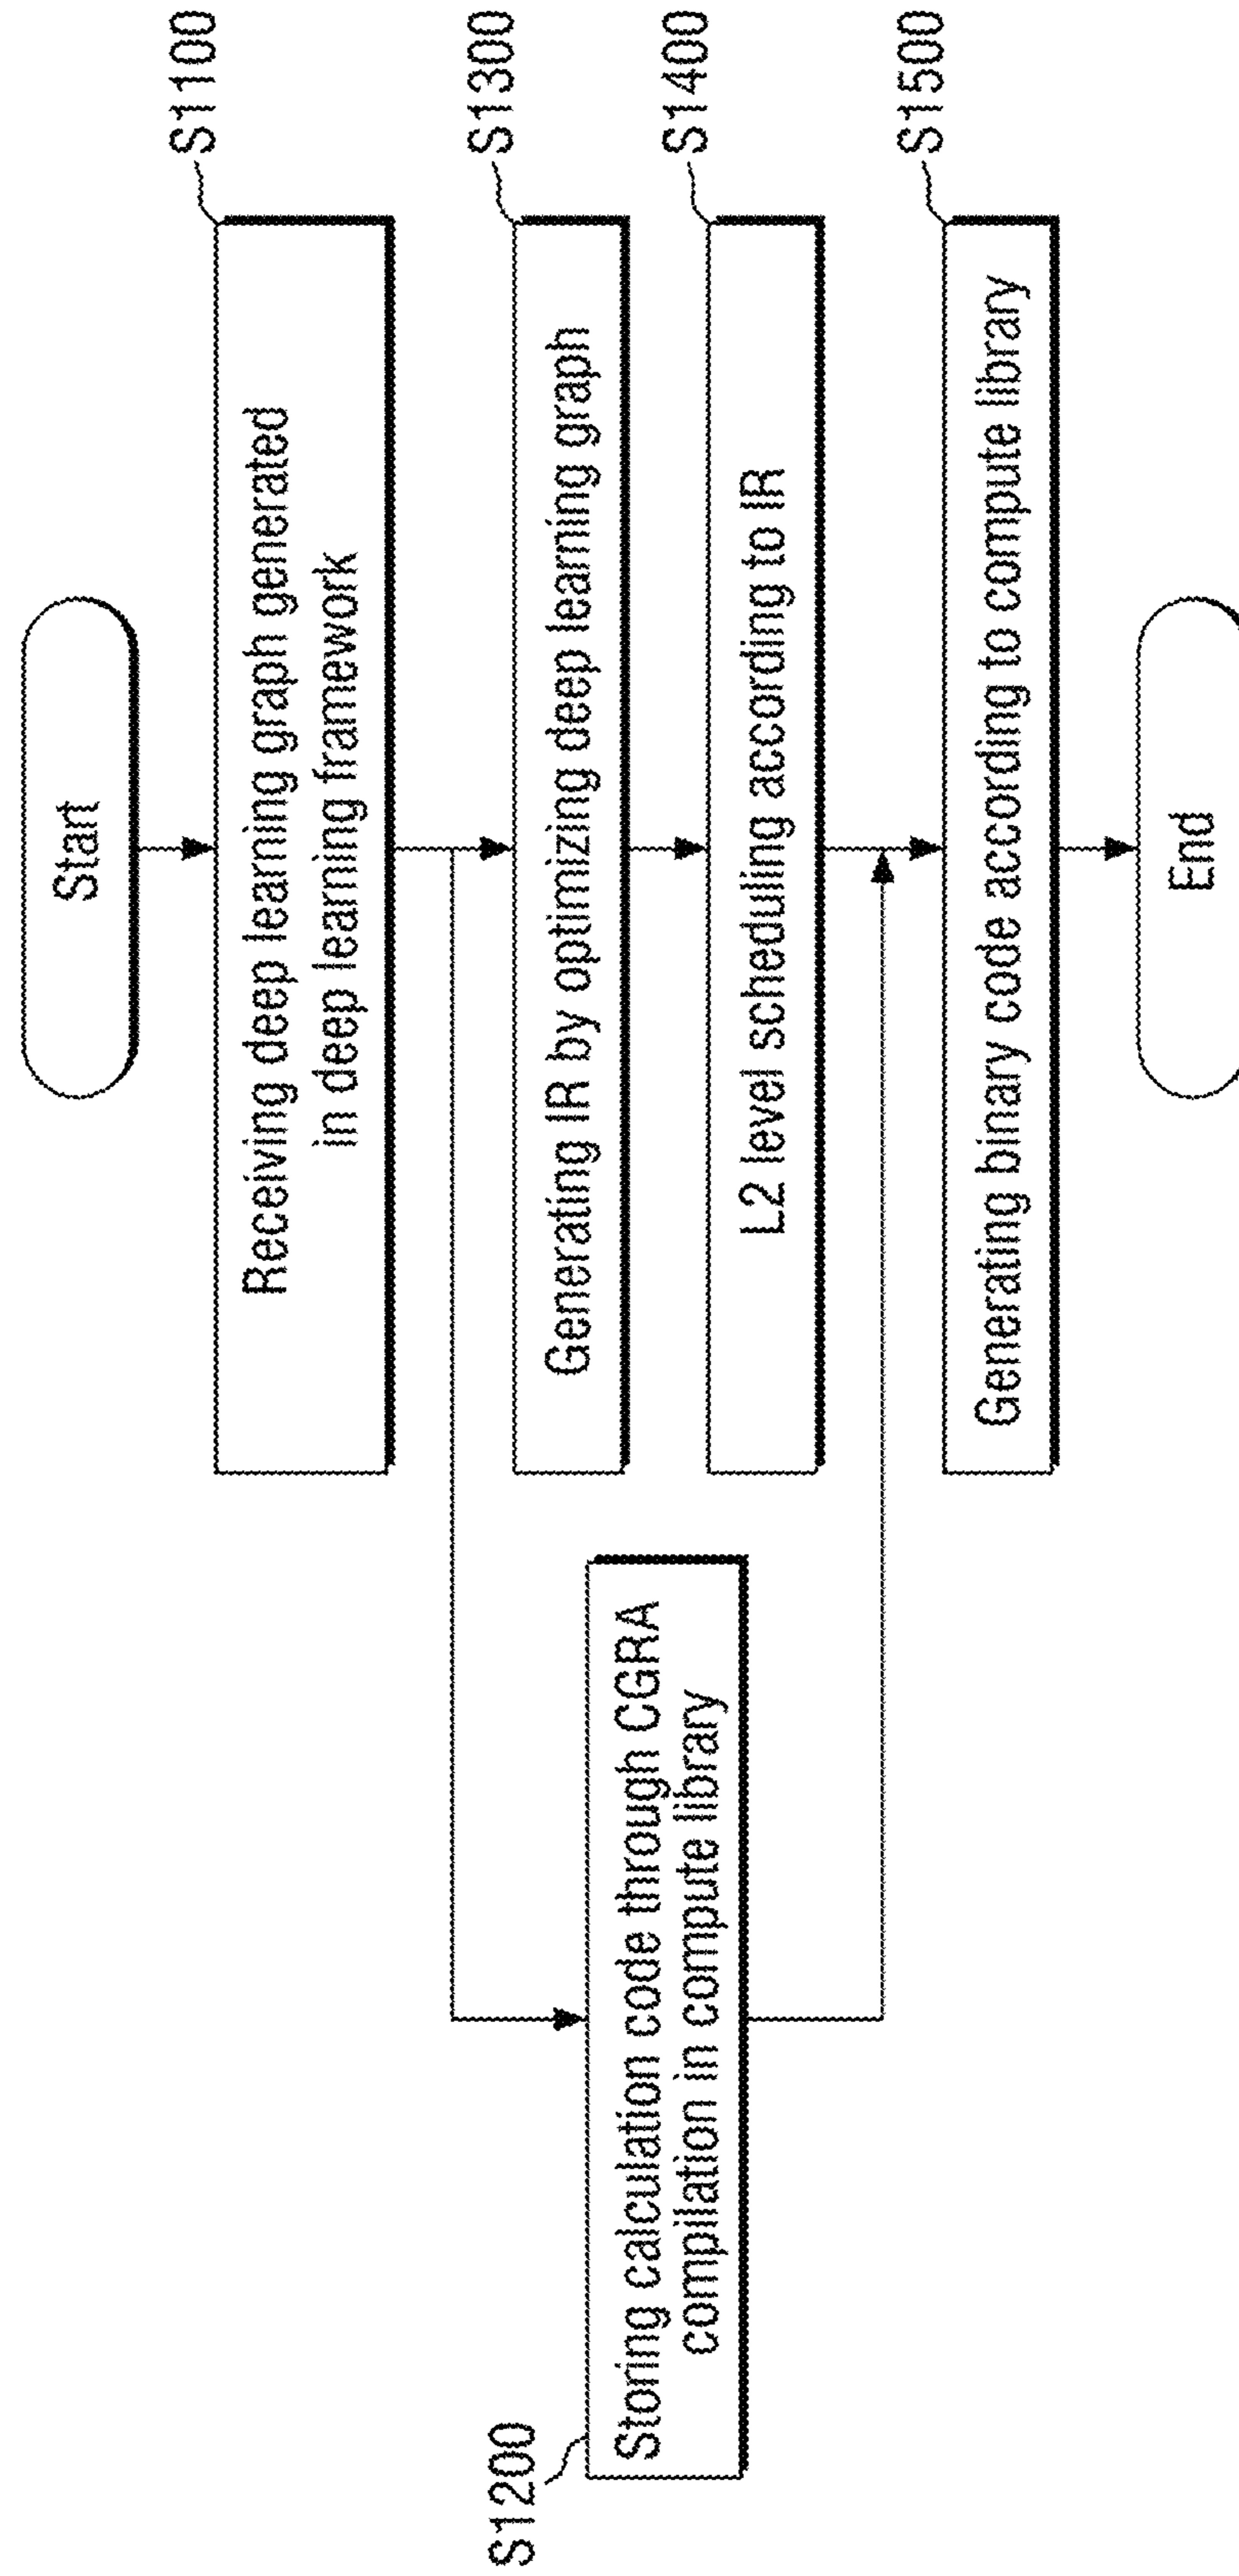 Start
S1100
Receiving deep learning graph generated
in deep learning framework
S1200
Storing calculation code through CGRA
compilation in compute library
S1300
Generating IR by optimizing deep learning graph
S1400
L2 level scheduling according to IR
S1500
Generating binary code according to compute library
End